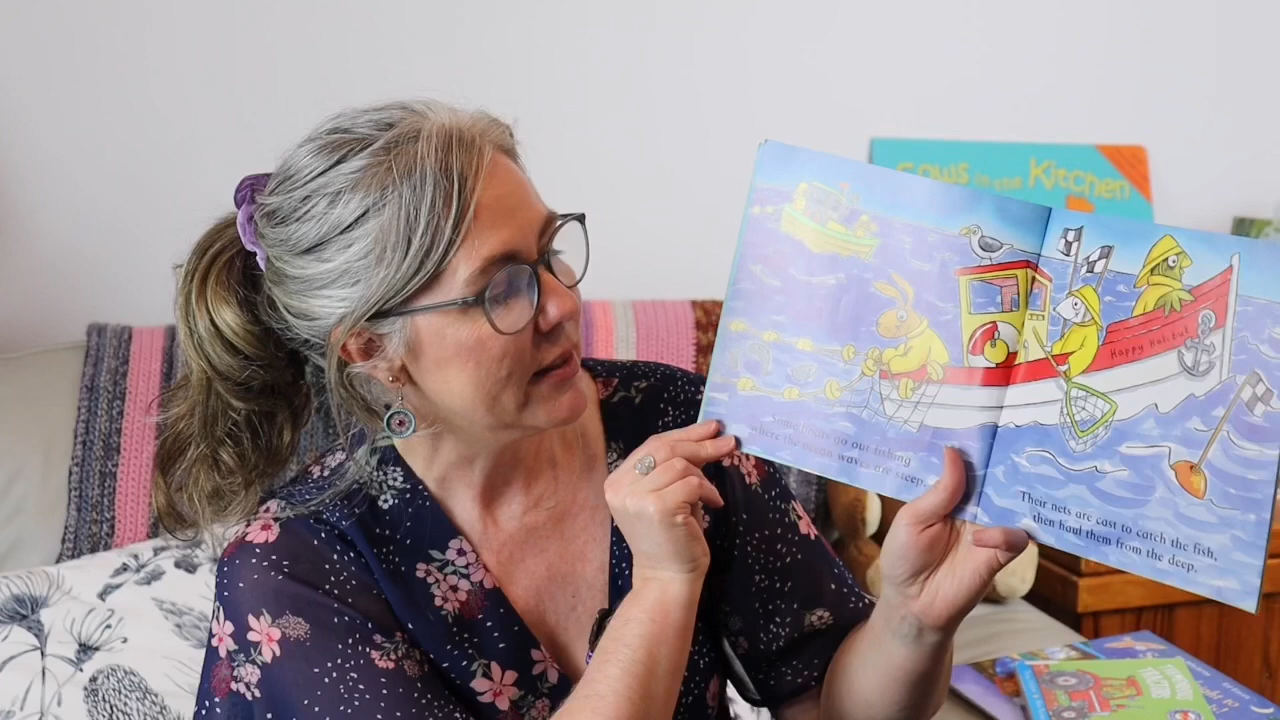 Cows in the Kitchen
Happy Halibut
Some boats go out fishing
where the ocean waves are steep.
Their nets are cast to catch the fish,
then haul them from the deep.